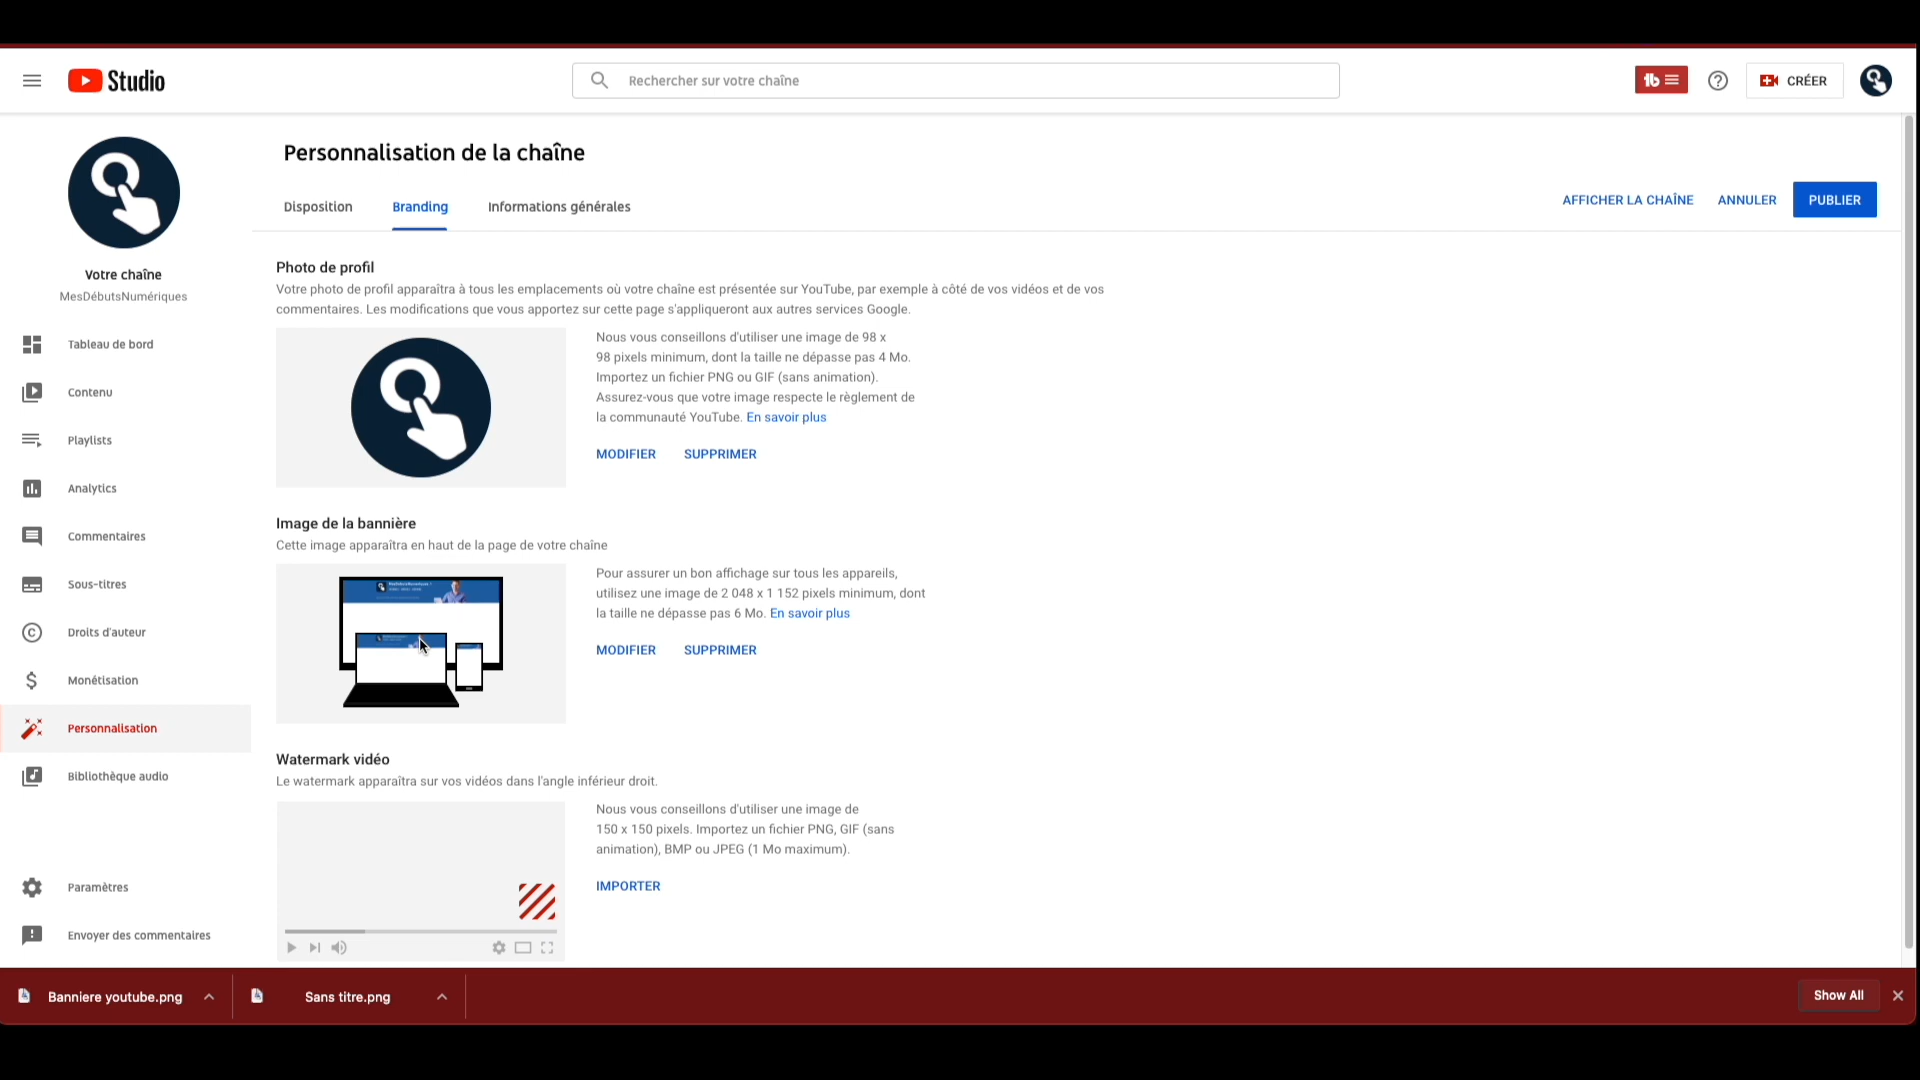 Studio
Rechercher sur votre chaîne
CRÉER
Personnalisation de la chaîne
Disposition
Branding
Informations générales
AFFICHER LA CHAÎNE
ANNULER
PUBLIER
Votre chaîne
MesDébutsNumériques
Tableau de bord
Contenu
Playlists
Analytics
Commentaires
Sous-titres
Droits d'auteur
Monétisation
Personnalisation
Bibliothèque audio
Paramètres
Envoyer des commentaires
Photo de profil
Votre photo de profil apparaîtra à tous les emplacements où votre chaîne est présentée sur YouTube, par exemple à côté de vos vidéos et de vos
commentaires. Les modifications que vous apportez sur cette page s'appliqueront aux autres services Google.
Nous vous conseillons d'utiliser une image de 98 x
98 pixels minimum, dont la taille ne dépasse pas 4 Mo.
Importez un fichier PNG ou GIF (sans animation).
Assurez-vous que votre image respecte le règlement de
la communauté YouTube. En savoir plus
MODIFIER
SUPPRIMER
Image de la bannière
Cette image apparaîtra en haut de la page de votre chaîne
Pour assurer un bon affichage sur tous les appareils,
utilisez une image de 2 048 x 1 152 pixels minimum, dont
la taille ne dépasse pas 6 Mo. En savoir plus
MODIFIER
SUPPRIMER
Watermark vidéo
Le watermark apparaîtra sur vos vidéos dans l'angle inférieur droit.
Nous vous conseillons d'utiliser une image de
150 x 150 pixels. Importez un fichier PNG, GIF (sans
animation), BMP ou JPEG (1 Mo maximum).
IMPORTER
Banniere youtube.png
Sans titre.png
Show All